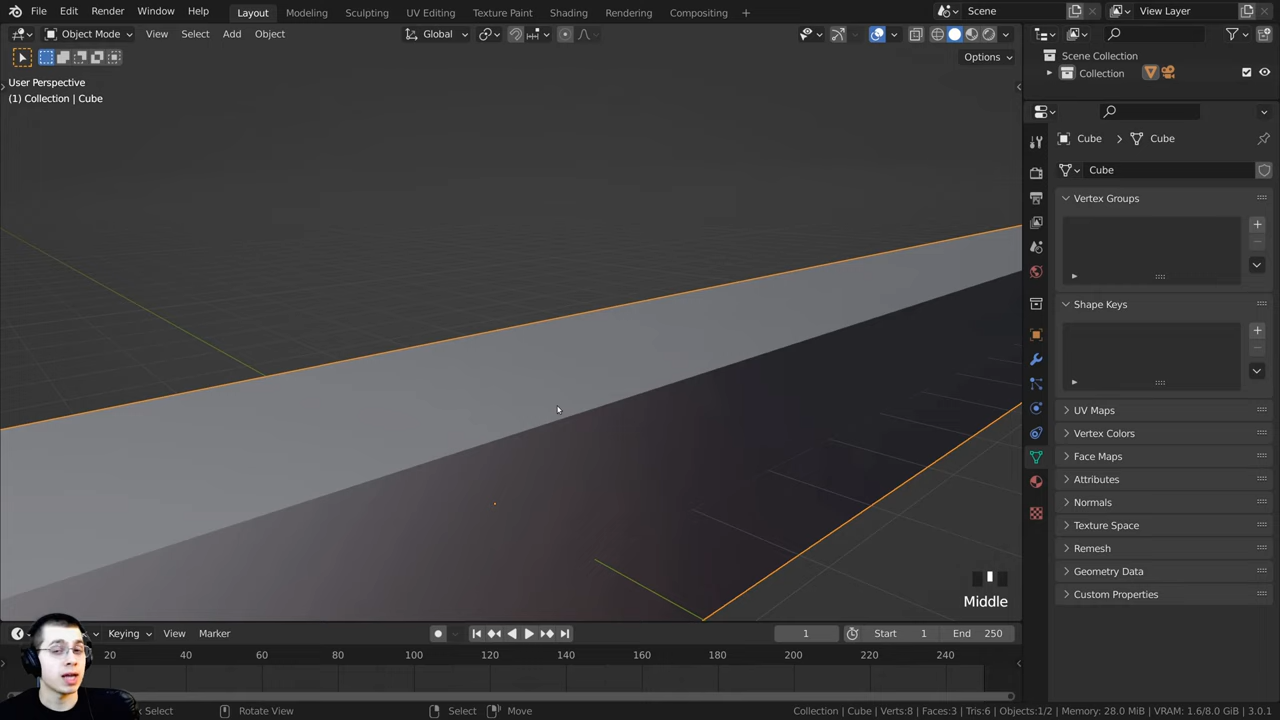 File Edit Render Window Help Layout Modeling Sculpting UV Editing Texture Paint Shading Rendering Compositing + Scene View Layer
Object Mode View Select Add Object Global
Options
User Perspective
(1) Collection | Cube
Scene Collection
Collection
Cube > Cube
Cube
Vertex Groups
Shape Keys
UV Maps
Vertex Colors
Face Maps
Attributes
Normals
Texture Space
Remesh
Geometry Data
Custom Properties
Middle
Keying View Marker 1 Start 1 End 250
20 40 60 80 100 120 140 160 180 200 220 240
Select Rotate View Select Move Collection | Cube | Verts:8 | Faces:3 | Tris:6 | Objects:1/2 | Memory: 28.0 MiB | VRAM: 1.6/8.0 GiB | 3.0.1